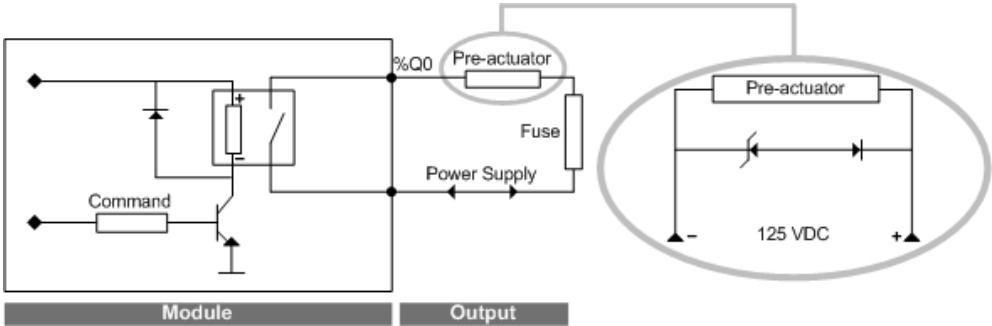 %Q0
Pre-actuator
Pre-actuator
+
Fuse
–
Power Supply
Command
– 125 VDC +
Module
Output